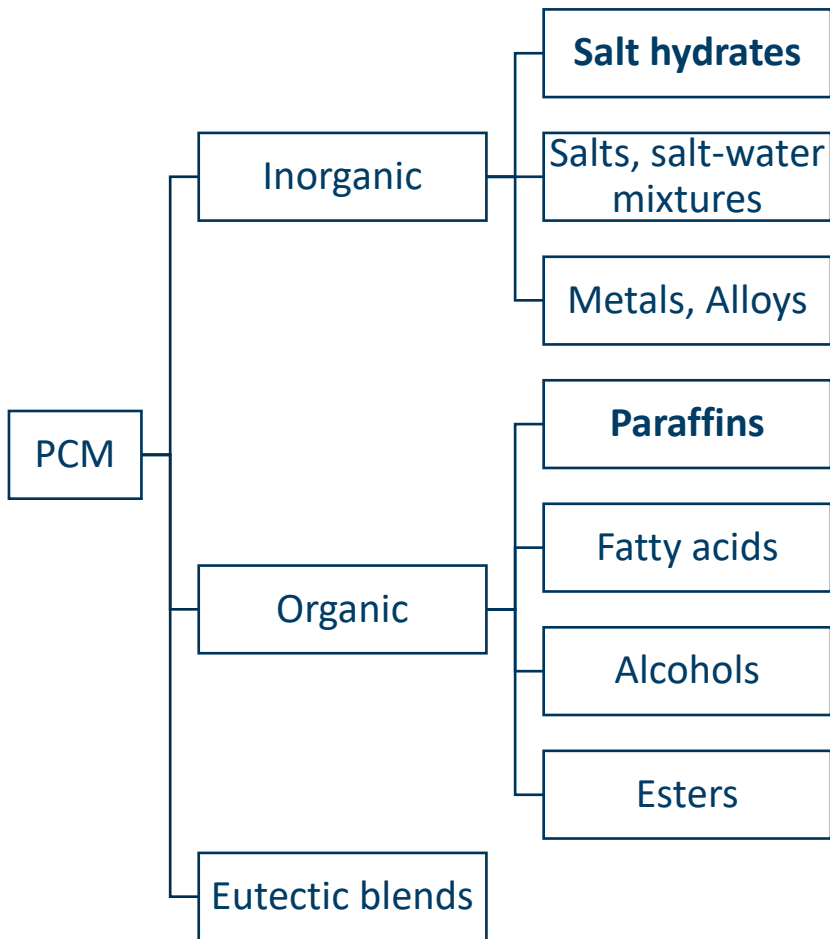 Salt hydrates
Inorganic
Salts, salt-water
mixtures
Metals, Alloys
PCM
Paraffins
Fatty acids
Organic
Alcohols
Esters
Eutectic blends